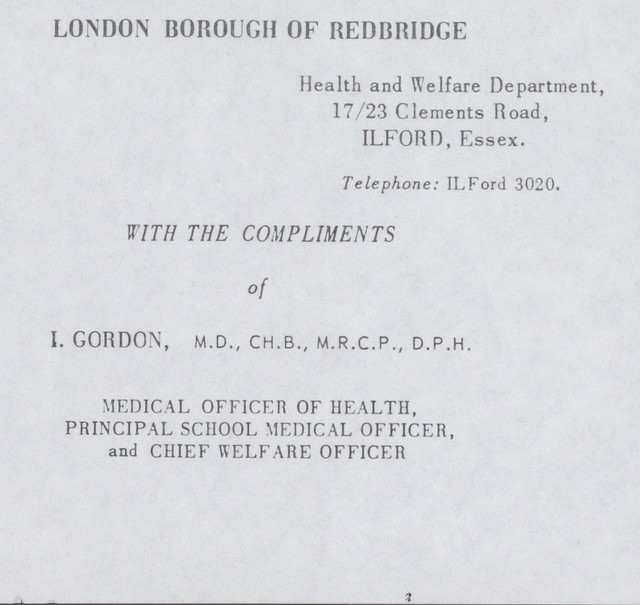 LONDON BOROUGH OF REDBRIDGE
Health and Welfare Department,
17/23 Clements Road,
ILFORD, Essex.
Telephone: ILFord 3020.
WITH THE COMPLIMENTS
of
I. GORDON, M.D., CH.B., M.R.C.P., D.P.H.
MEDICAL OFFICER OF HEALTH,
PRINCIPAL SCHOOL MEDICAL OFFICER,
and CHIEF WELFARE OFFICER